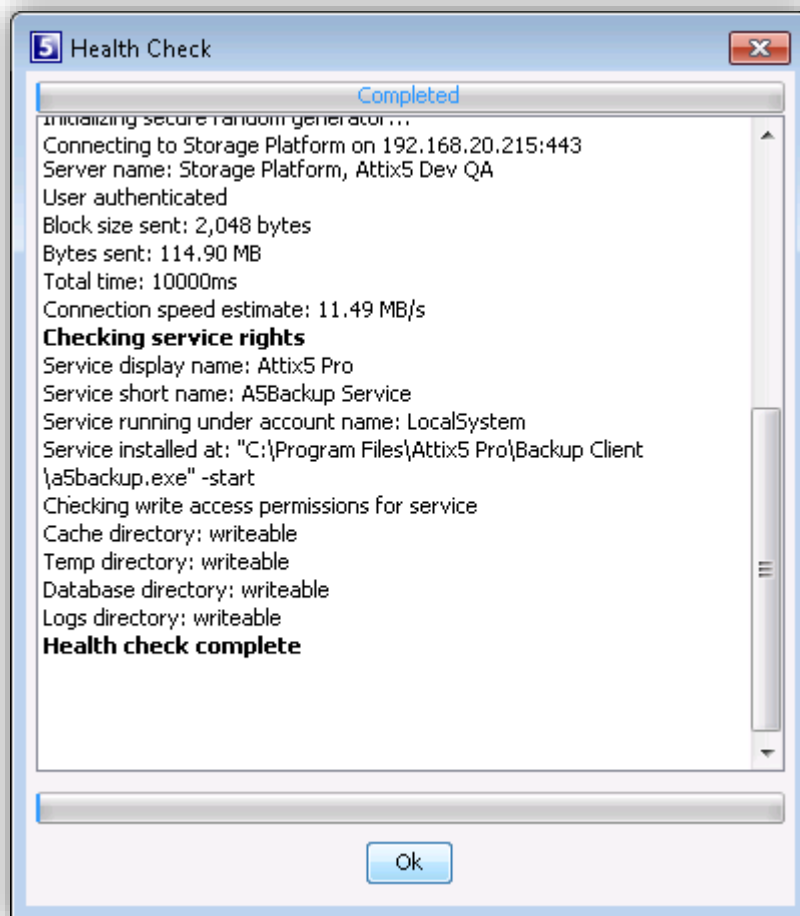 5 Health Check
Completed
Initializing secure random generator...
Connecting to Storage Platform on 192.168.20.215:443
Server name: Storage Platform, Attix5 Dev QA
User authenticated
Block size sent: 2,048 bytes
Bytes sent: 114.90 MB
Total time: 10000ms
Connection speed estimate: 11.49 MB/s
Checking service rights
Service display name: Attix5 Pro
Service short name: A5Backup Service
Service running under account name: LocalSystem
Service installed at: "C:\Program Files\Attix5 Pro\Backup Client
\a5backup.exe" -start
Checking write access permissions for service
Cache directory: writeable
Temp directory: writeable
Database directory: writeable
Logs directory: writeable
Health check complete
Ok